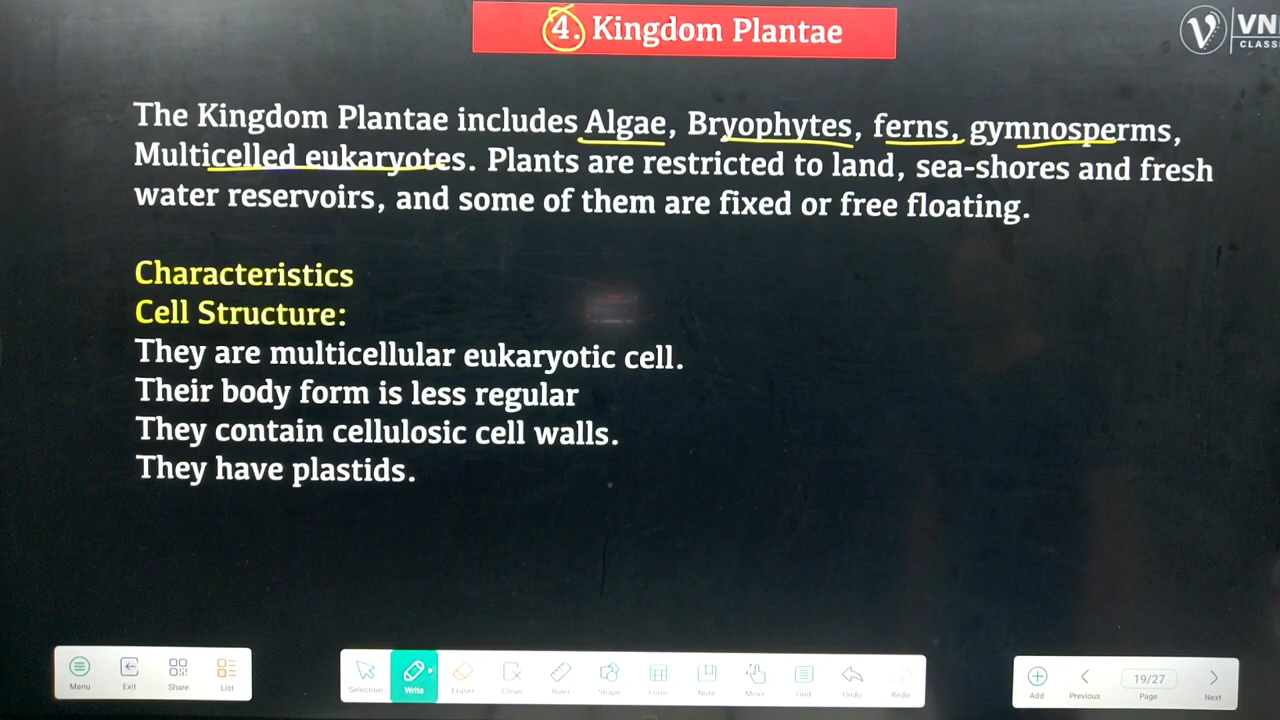 4. Kingdom Plantae
VN
CLASS
The Kingdom Plantae includes Algae, Bryophytes, ferns, gymnosperms,
Multicelled eukaryotes. Plants are restricted to land, sea-shores and fresh
water reservoirs, and some of them are fixed or free floating.
Characteristics
Cell Structure:
They are multicellular eukaryotic cell.
Their body form is less regular
They contain cellulosic cell walls.
They have plastids.
Menu Exit Share List
Selection Write Eraser Clean Ruler Shape Form Note Move Grid Undo Redo
Add Previous 19/27 Page Next